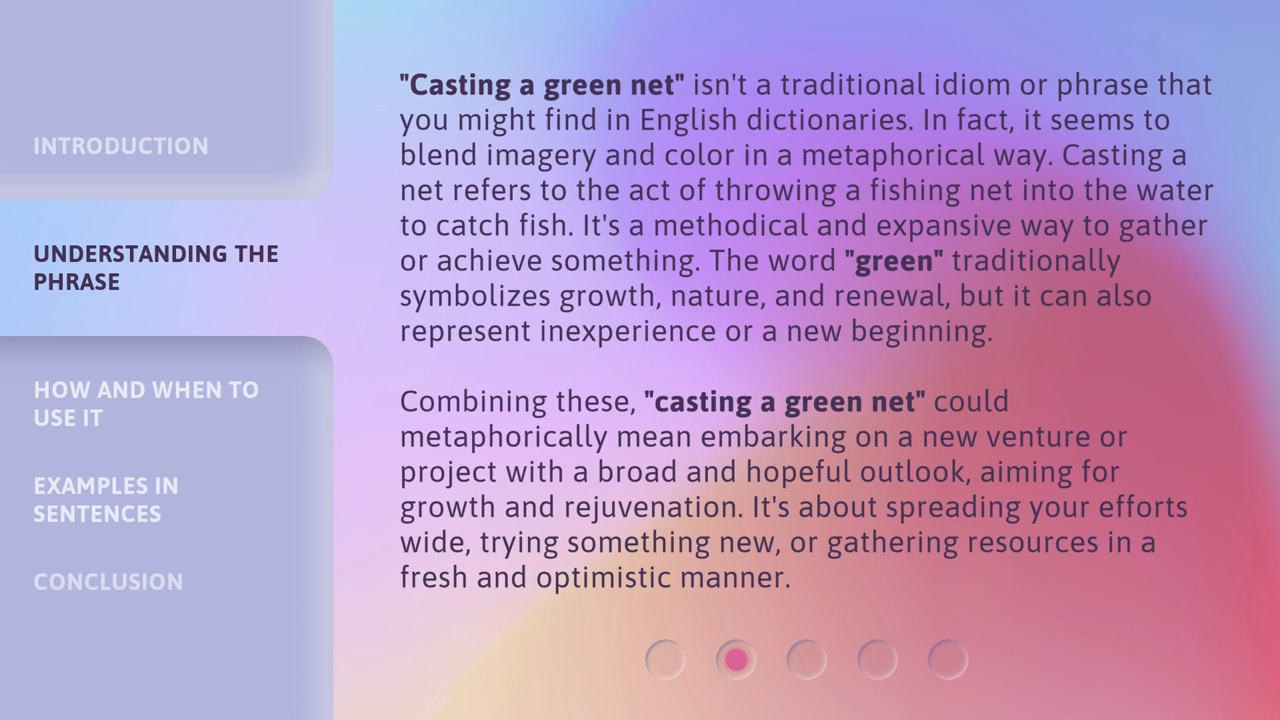 INTRODUCTION
UNDERSTANDING THE
PHRASE
HOW AND WHEN TO
USE IT
EXAMPLES IN
SENTENCES
CONCLUSION
"Casting a green net" isn't a traditional idiom or phrase that
you might find in English dictionaries. In fact, it seems to
blend imagery and color in a metaphorical way. Casting a
net refers to the act of throwing a fishing net into the water
to catch fish. It's a methodical and expansive way to gather
or achieve something. The word "green" traditionally
symbolizes growth, nature, and renewal, but it can also
represent inexperience or a new beginning.
Combining these, "casting a green net" could
metaphorically mean embarking on a new venture or
project with a broad and hopeful outlook, aiming for
growth and rejuvenation. It's about spreading your efforts
wide, trying something new, or gathering resources in a
fresh and optimistic manner.